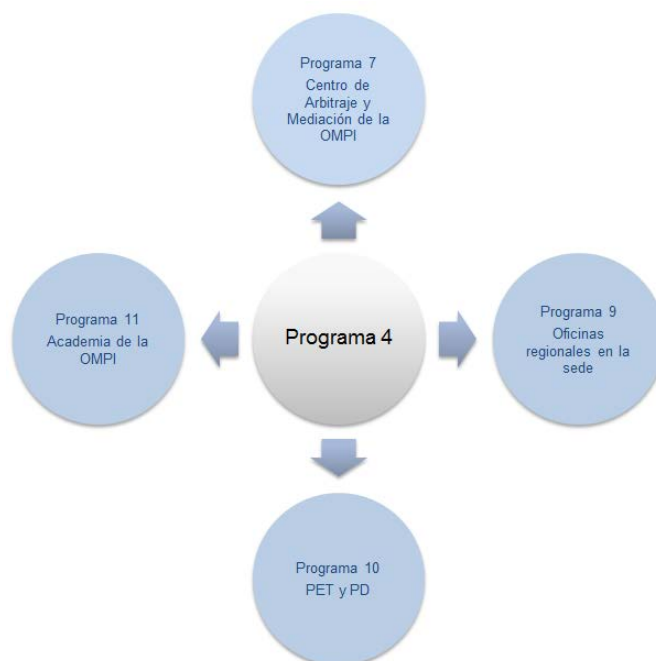 Programa 7
Centro de
Arbitraje y
Mediación de la
OMPI
Programa 11
Academia de la
OMPI
Programa 4
Programa 9
Oficinas
regionales en la
sede
Programa 10
PET y PD